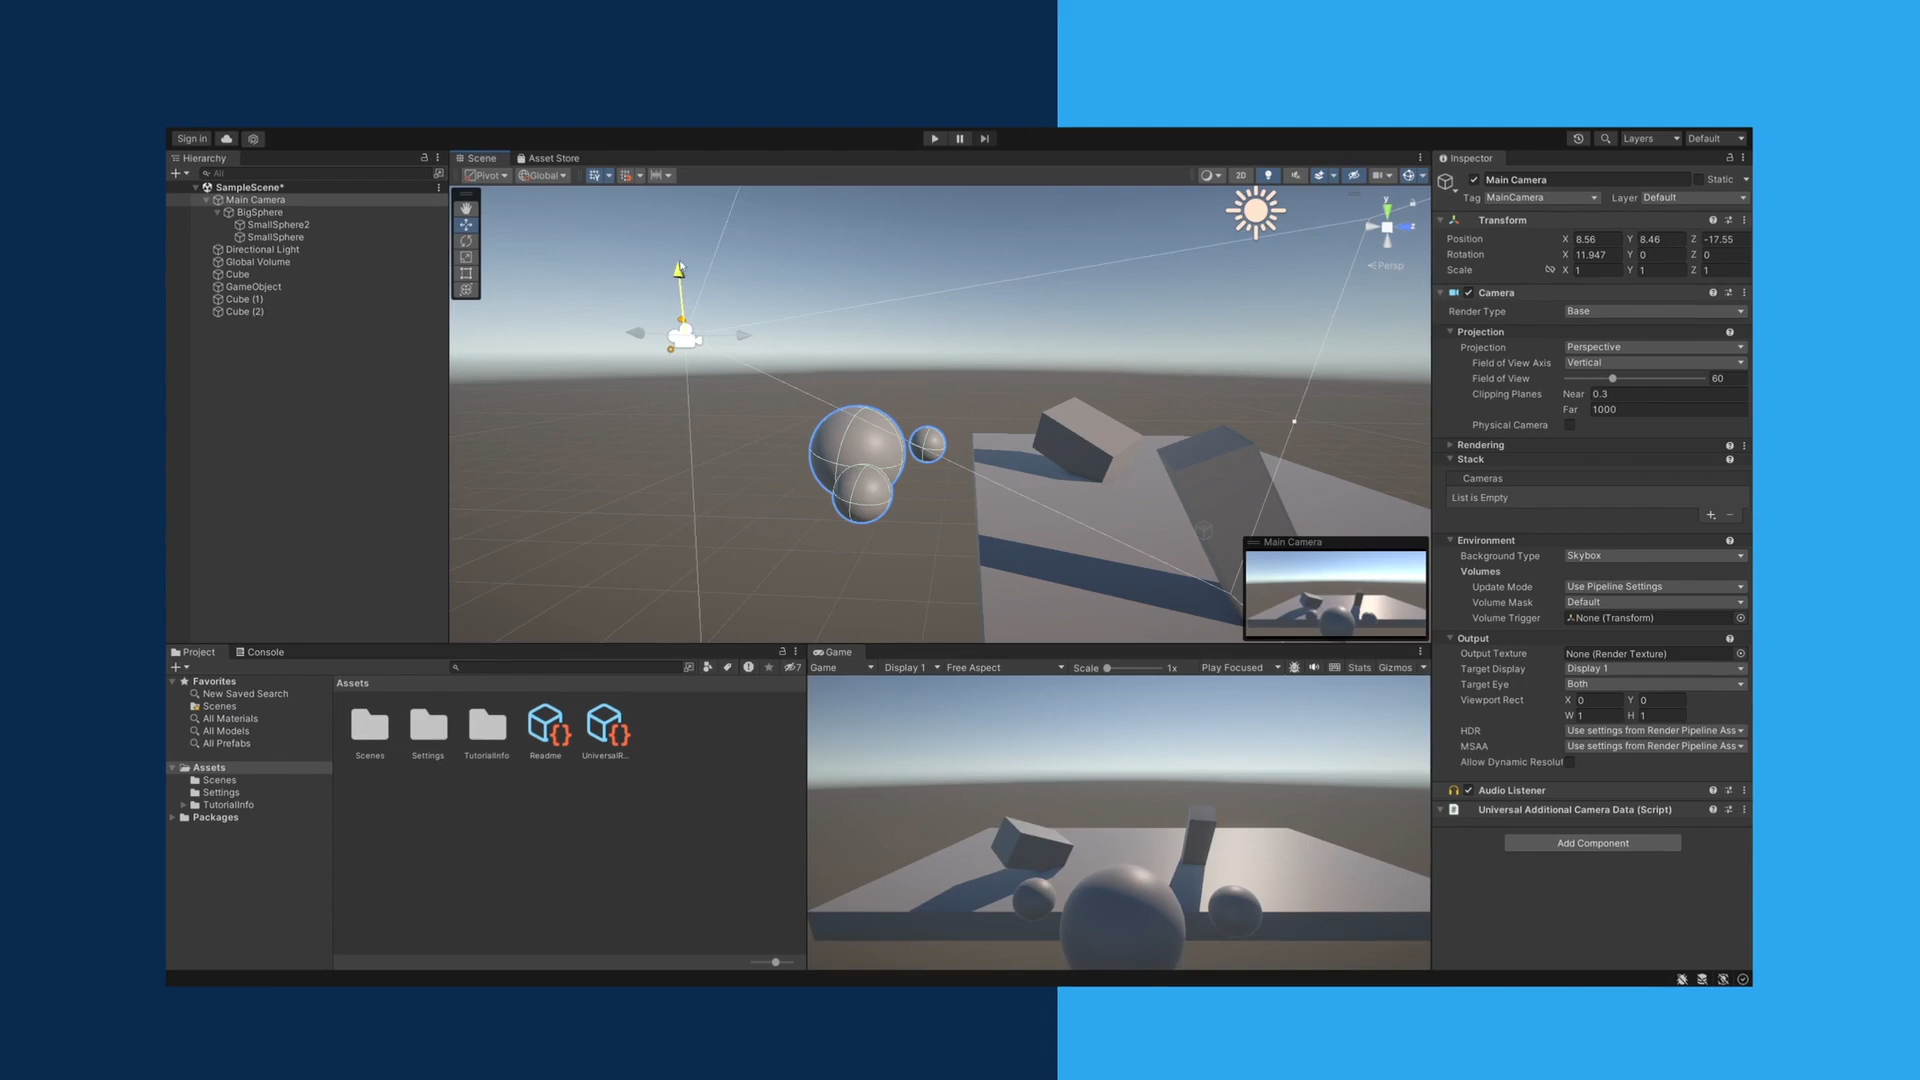 Sign in
Layers
Default
Hierarchy
All
SampleScene*
Main Camera
BigSphere
SmallSphere2
SmallSphere
Directional Light
Global Volume
Cube
GameObject
Cube (1)
Cube (2)
Scene
Asset Store
Pivot
Global
2D
y
z
Persp
Main Camera
Inspector
Main Camera
Static
Tag MainCamera
Layer Default
Transform
Position X 8.56 Y 8.46 Z -17.55
Rotation X 11.947 Y 0 Z 0
Scale X 1 Y 1 Z 1
Camera
Render Type Base
Projection
Projection Perspective
Field of View Axis Vertical
Field of View 60
Clipping Planes Near 0.3
Far 1000
Physical Camera
Rendering
Stack
Cameras
List is Empty
Environment
Background Type Skybox
Volumes
Update Mode Use Pipeline Settings
Volume Mask Default
Volume Trigger None (Transform)
Output
Output Texture None (Render Texture)
Target Display Display 1
Target Eye Both
Viewport Rect X 0 Y 0
W 1 H 1
HDR Use settings from Render Pipeline Ass
MSAA Use settings from Render Pipeline Ass
Allow Dynamic Resolut
Audio Listener
Universal Additional Camera Data (Script)
Add Component
Project
Console
7
Favorites
New Saved Search
Scenes
All Materials
All Models
All Prefabs
Assets
Scenes
Settings
TutorialInfo
Packages
Assets
Scenes
Settings
TutorialInfo
Readme
UniversalR...
Game
Game Display 1 Free Aspect Scale 1x Play Focused Stats Gizmos